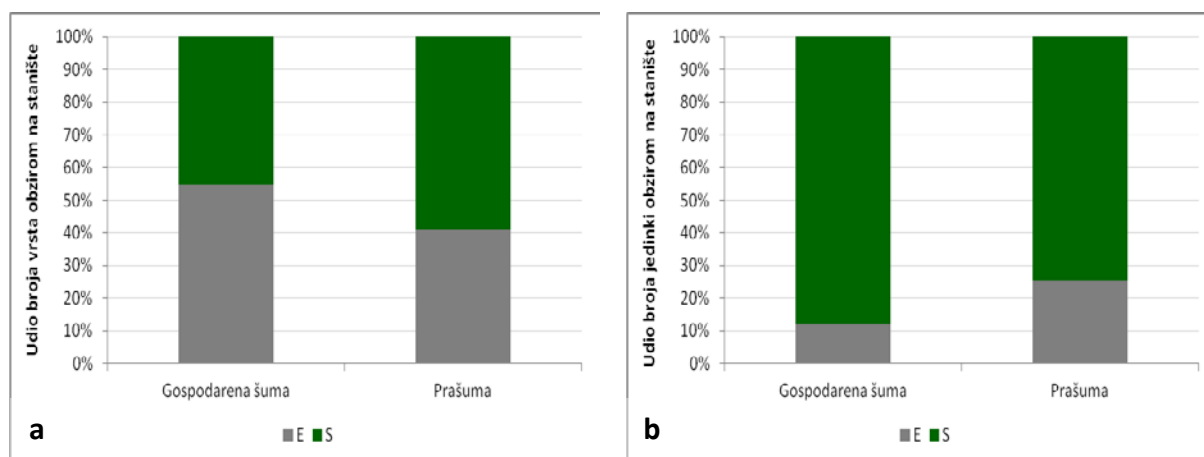 Udio broja vrsta obzirom na stanište
100%
90%
80%
70%
60%
50%
40%
30%
20%
10%
0%
Gospodarena šuma
Prašuma
E S
a
Udio broja jedinki obzirom na stanište
100%
90%
80%
70%
60%
50%
40%
30%
20%
10%
0%
Gospodarena šuma
Prašuma
E S
b